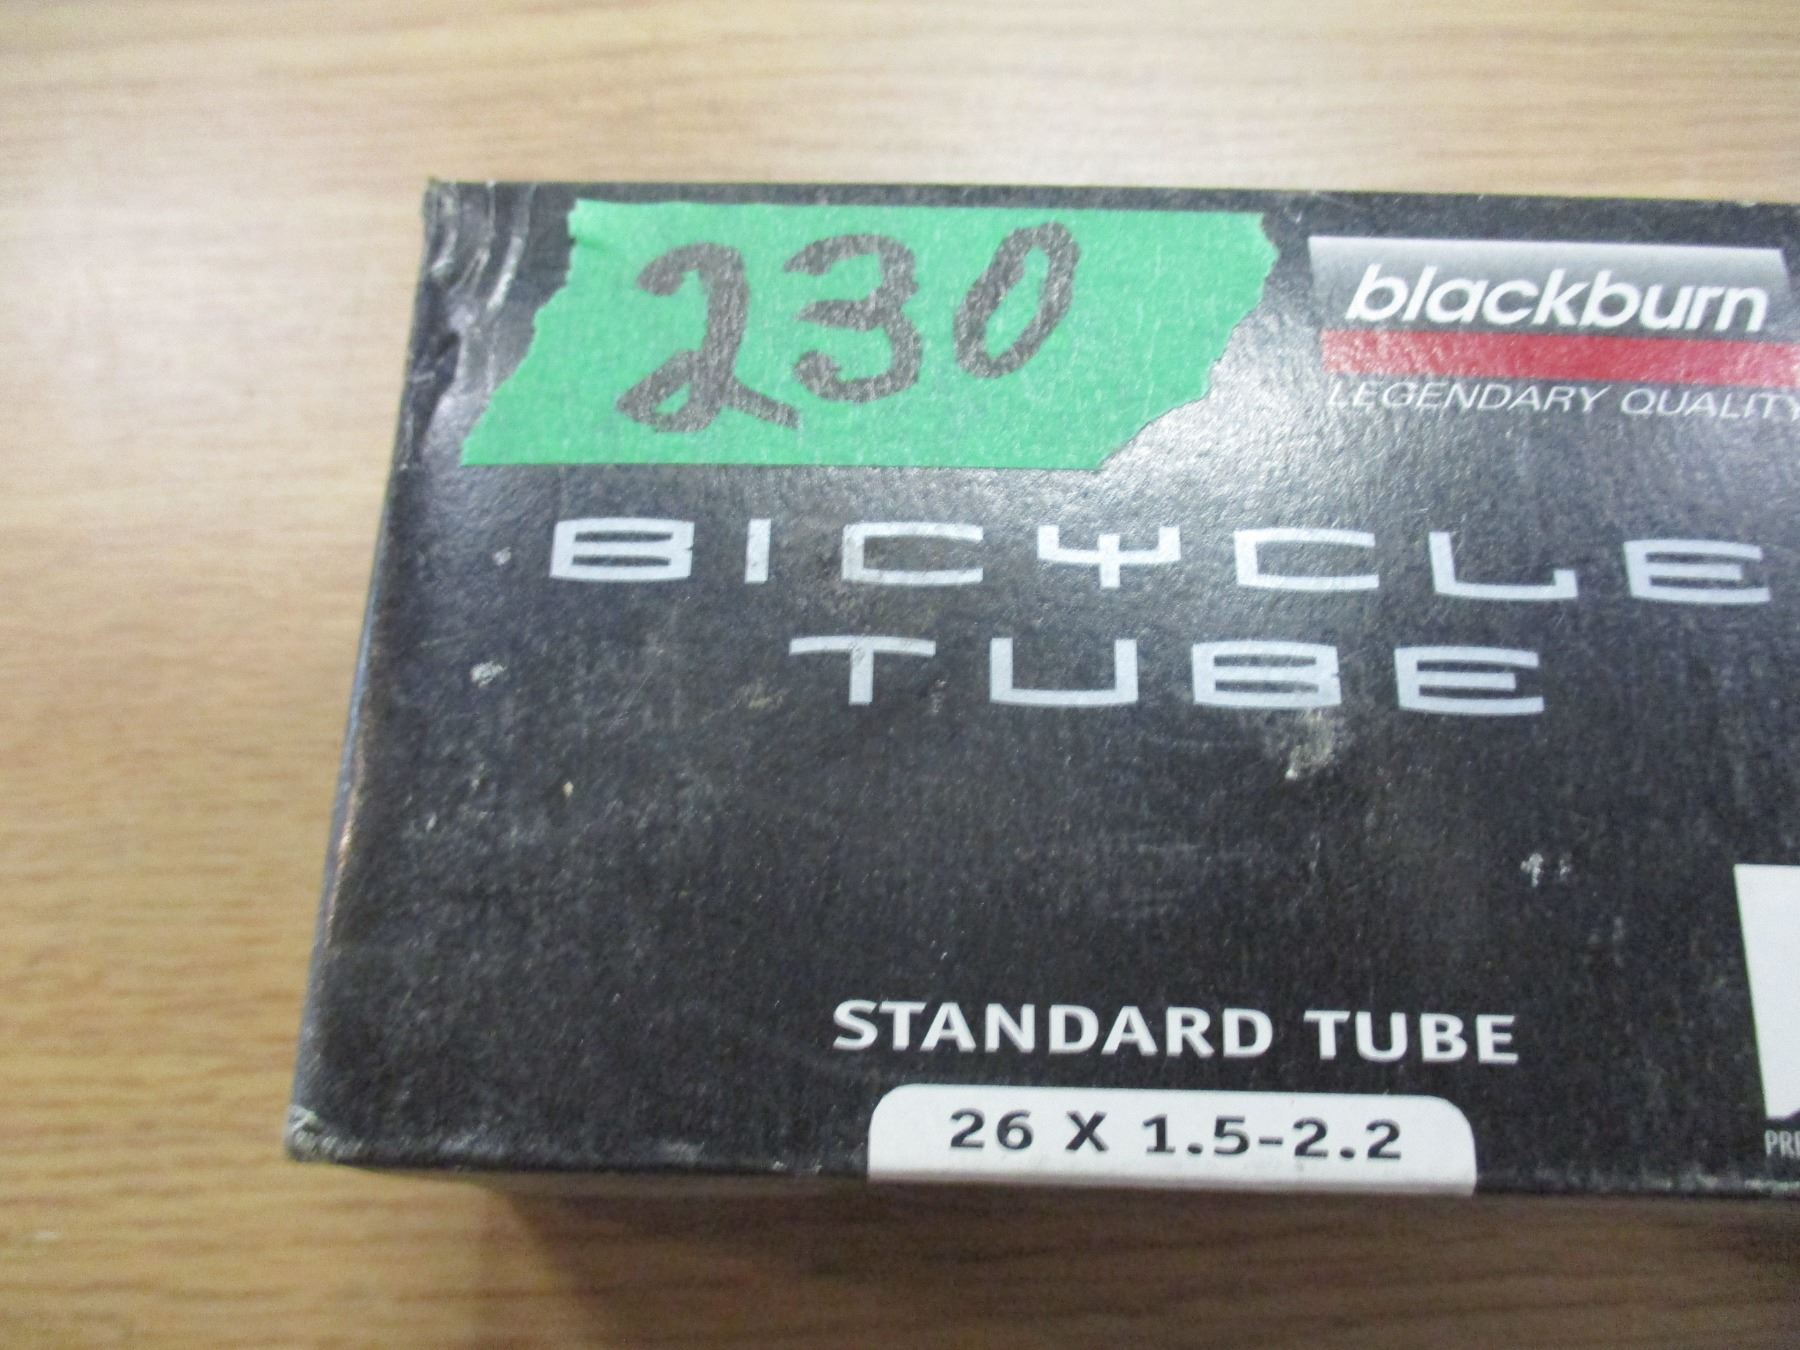 230
blackburn
LEGENDARY QUALITY
BICYCLE
TUBE
STANDARD TUBE
26 X 1.5-2.2